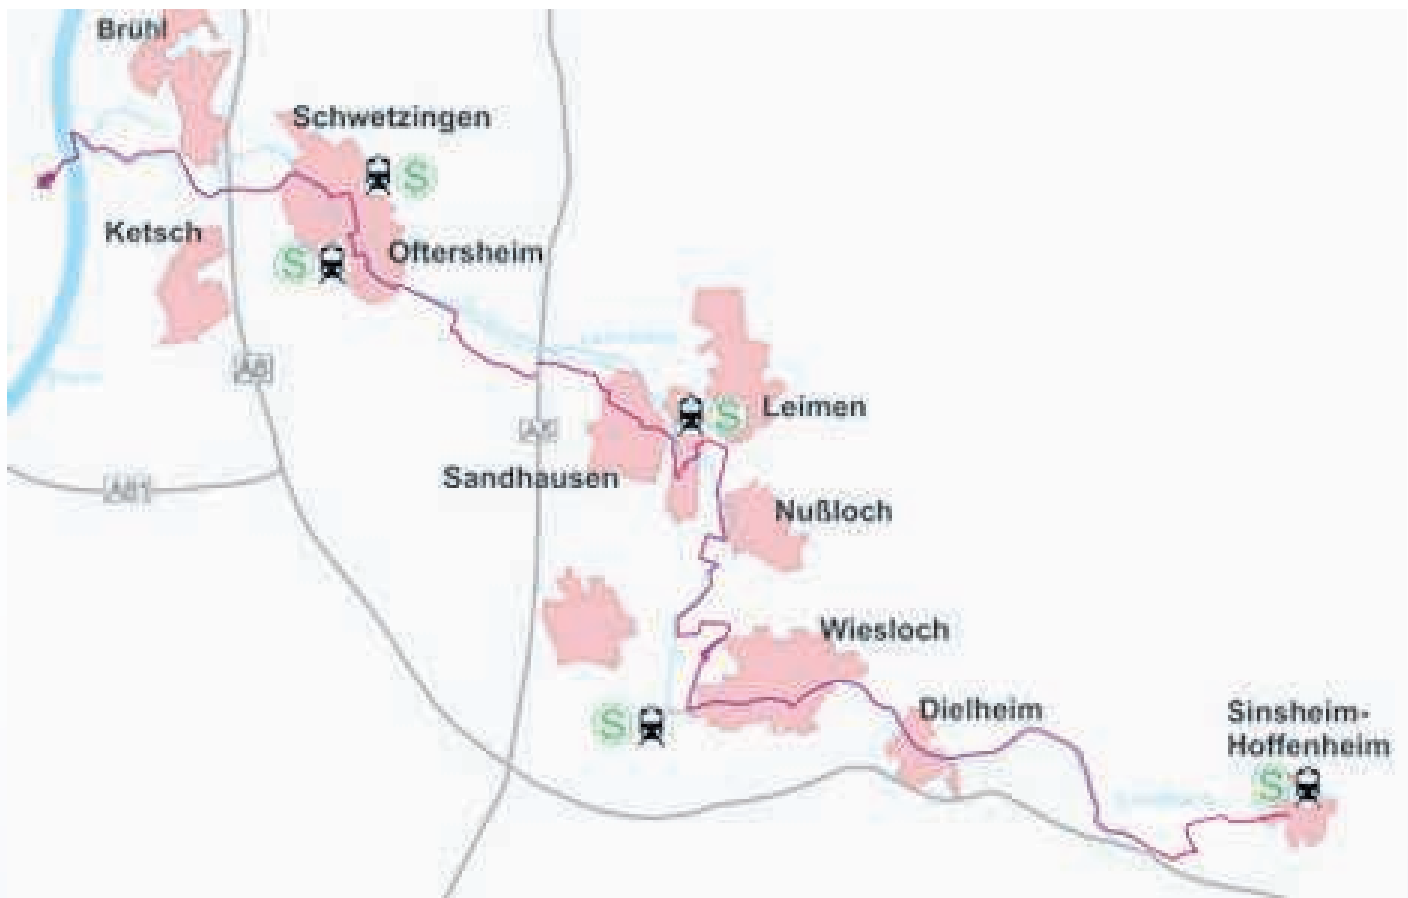 Brühl
Schwetzingen
S
Ketsch
S
Oftersheim
A6
A5
S
Leimen
A61
Sandhausen
Nußloch
Wiesloch
S
Dielheim
Sinsheim-
Hoffenheim
S